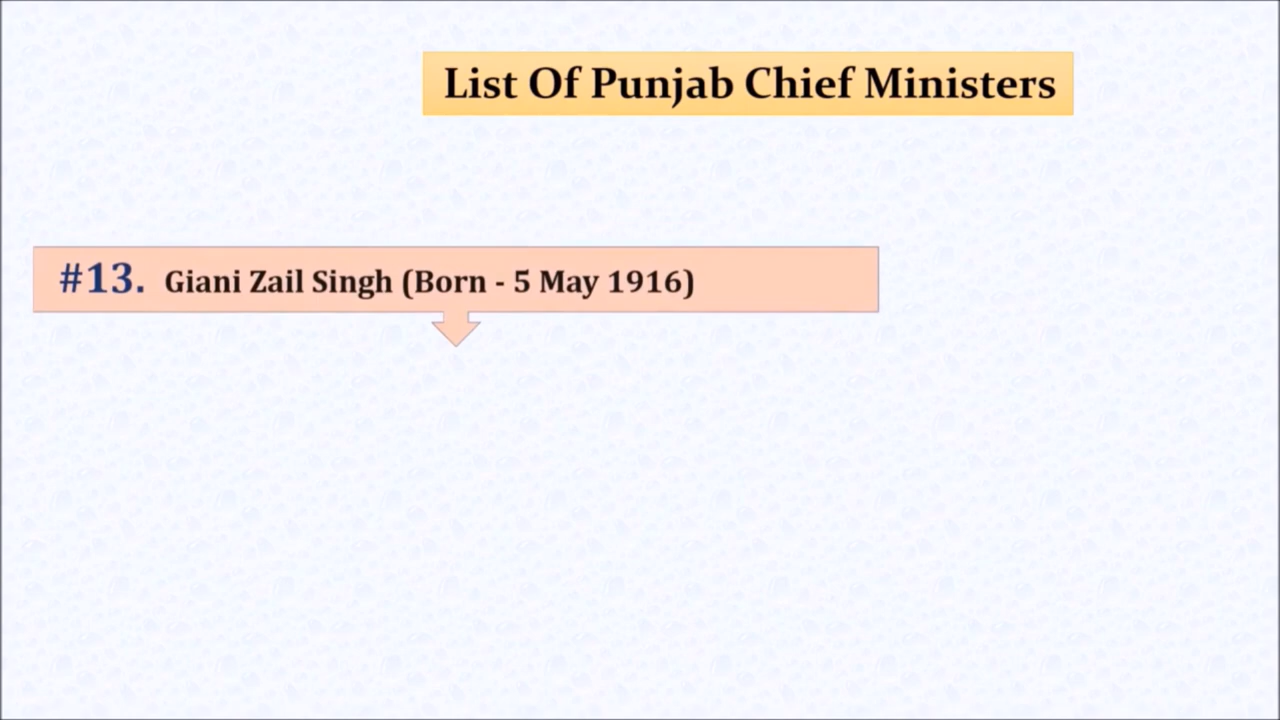 List Of Punjab Chief Ministers
#13. Giani Zail Singh (Born - 5 May 1916)